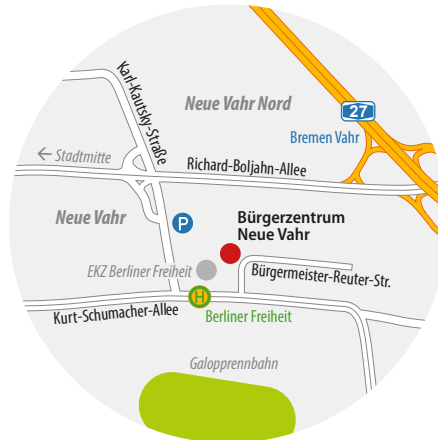 Karl-Kautsky-Straße
Neue Vahr Nord
27
Bremen Vahr
← Stadtmitte
Richard-Boljahn-Allee
Neue Vahr
P
Bürgerzentrum
Neue Vahr
EKZ Berliner Freiheit
Bürgermeister-Reuter-Str.
H
Kurt-Schumacher-Allee
Berliner Freiheit
Galopprennbahn